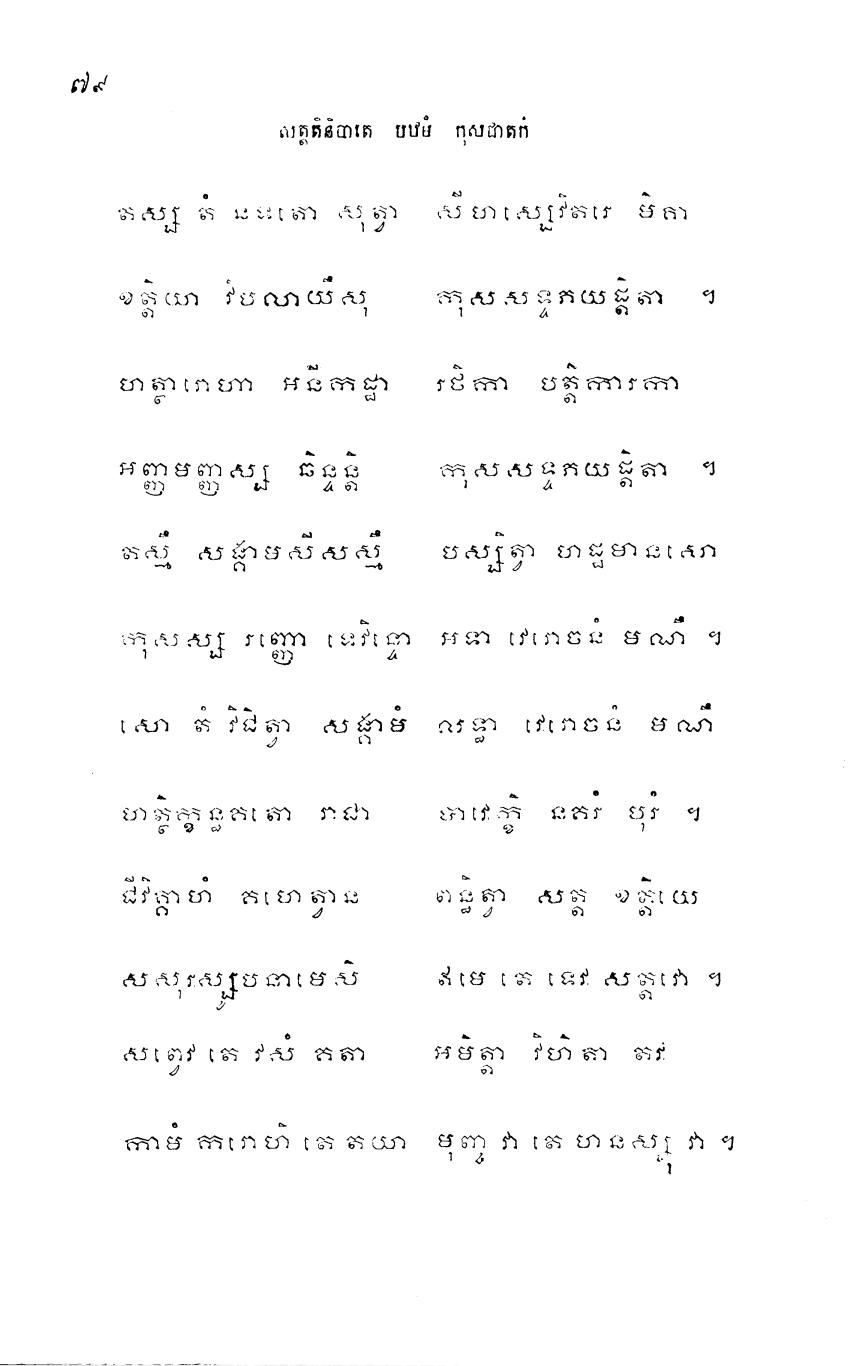 ៧៩
សត្តតិនិបាតេ បឋមំ កុសជាតកំ
តស្ស តំ នទតោ សុត្វា សីហស្សេវិតរេ មិគា
ខត្តិយា វិបលាយឹសុ កុសសទ្ទភយដ្តិតា ។
ហត្ថារោហា អនីកដ្ឋា រថិកា បត្តិការកា
អញ្ញមញ្ញស្ស ឆិន្ទន្តិ កុសសទ្ទភយដ្តិតា ។
តស្មឹ សង្គាមសីសស្មឹ បស្សិត្វា ហដ្ឋមានសោ
កុសស្ស រញ្ញោ ទេវិន្ទោ អទា វេរោចនំ មណឹ ។
សោ តំ វិជិត្វា សង្គាមំ លទ្ធា វេរោចនំ មណឹ
ហត្ថិក្ខន្ធគតោ រាជា បាវេក្ខិ នគរំ បុរំ ។
ជីវិគ្គាហំ គហេត្វាន ពន្ធិត្វា សត្ត ខត្តិយេ
សសុរស្សូបនាមេសិ ឥមេ តេ ទេវ សត្តវោ ។
សព្វេវ តេ វសំ គតា អមិត្តា វិហិតា តវ
កាមំ ករោហិ តេ តយា មុញ្ច វា តេ ហនស្សុ វា ។